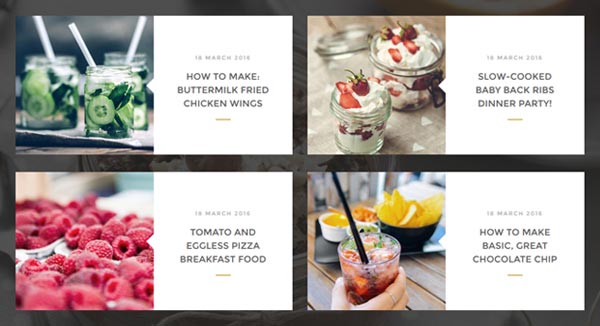 18 MARCH 2016
HOW TO MAKE:
BUTTERMILK FRIED
CHICKEN WINGS
18 MARCH 2016
SLOW-COOKED
BABY BACK RIBS
DINNER PARTY!
18 MARCH 2016
TOMATO AND
EGGLESS PIZZA
BREAKFAST FOOD
18 MARCH 2016
HOW TO MAKE
BASIC, GREAT
CHOCOLATE CHIP